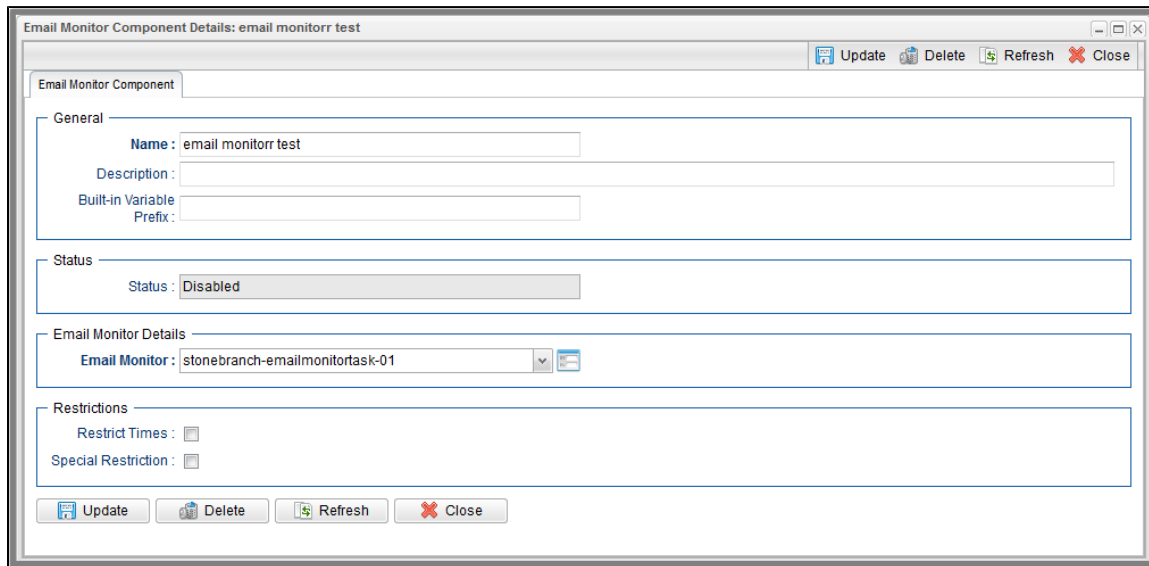 Email Monitor Component Details: email monitorr test
Update Delete Refresh Close
Email Monitor Component
General
Name : email monitorr test
Description :
Built-in Variable
Prefix :
Status
Status : Disabled
Email Monitor Details
Email Monitor : stonebranch-emailmonitortask-01
Restrictions
Restrict Times :
Special Restriction :
Update Delete Refresh Close